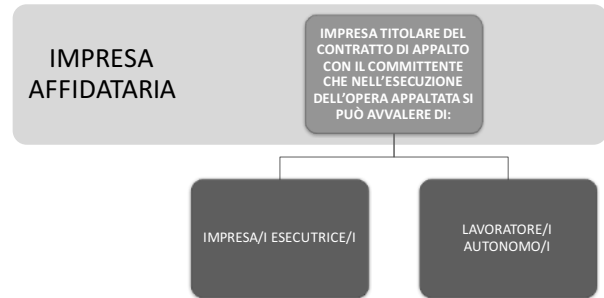 IMPRESA
AFFIDATARIA
IMPRESA TITOLARE DEL
CONTRATTO DI APPALTO
CON IL COMMITTENTE
CHE NELL'ESECUZIONE
DELL'OPERA APPALTATA SI
PUÒ AVVALERE DI:
IMPRESA/I ESECUTRICE/I
LAVORATORE/I
AUTONOMO/I